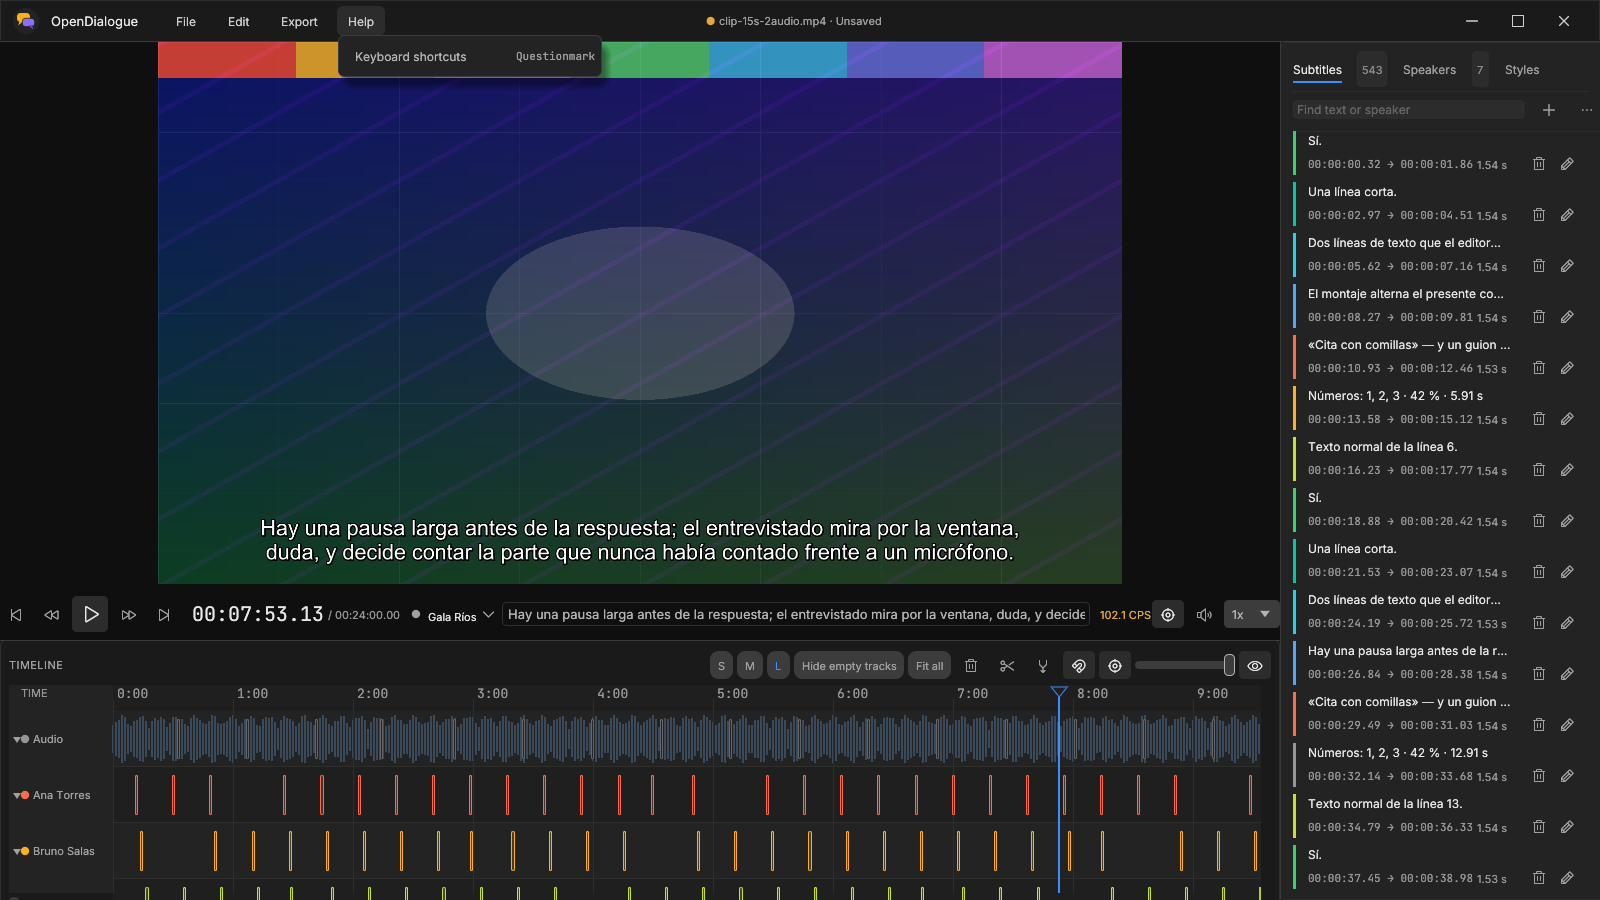 OpenDialogue File Edit Export Help
clip-15s-2audio.mp4 · Unsaved
Keyboard shortcuts Questionmark
Hay una pausa larga antes de la respuesta; el entrevistado mira por la ventana,
duda, y decide contar la parte que nunca había contado frente a un micrófono.
00:07:53.13 / 00:24:00.00 Gala Ríos Hay una pausa larga antes de la respuesta; el entrevistado mira por la ventana, duda, y decide 102.1 CPS 1x
TIMELINE S M L Hide empty tracks Fit all
TIME 0:00 1:00 2:00 3:00 4:00 5:00 6:00 7:00 8:00 9:00
Audio
Ana Torres
Bruno Salas
Subtitles 543 Speakers 7 Styles
Find text or speaker
Sí.
00:00:00.32 → 00:00:01.86 1.54 s
Una línea corta.
00:00:02.97 → 00:00:04.51 1.54 s
Dos líneas de texto que el editor...
00:00:05.62 → 00:00:07.16 1.54 s
El montaje alterna el presente co...
00:00:08.27 → 00:00:09.81 1.54 s
«Cita con comillas» — y un guion ...
00:00:10.93 → 00:00:12.46 1.53 s
Números: 1, 2, 3 · 42 % · 5.91 s
00:00:13.58 → 00:00:15.12 1.54 s
Texto normal de la línea 6.
00:00:16.23 → 00:00:17.77 1.54 s
Sí.
00:00:18.88 → 00:00:20.42 1.54 s
Una línea corta.
00:00:21.53 → 00:00:23.07 1.54 s
Dos líneas de texto que el editor...
00:00:24.19 → 00:00:25.72 1.53 s
Hay una pausa larga antes de la r...
00:00:26.84 → 00:00:28.38 1.54 s
«Cita con comillas» — y un guion ...
00:00:29.49 → 00:00:31.03 1.54 s
Números: 1, 2, 3 · 42 % · 12.91 s
00:00:32.14 → 00:00:33.68 1.54 s
Texto normal de la línea 13.
00:00:34.79 → 00:00:36.33 1.54 s
Sí.
00:00:37.45 → 00:00:38.98 1.53 s